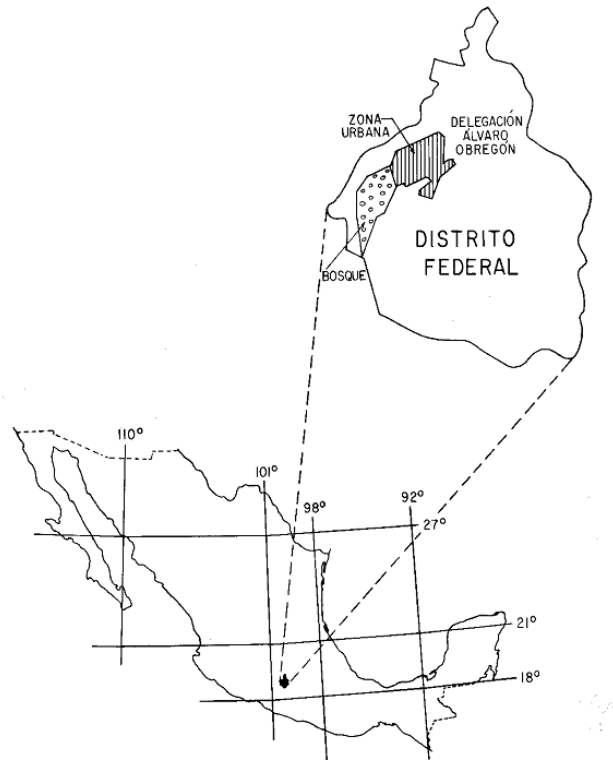 ZONA
URBANA
DELEGACIÓN
ÁLVARO
OBREGÓN
DISTRITO
FEDERAL
BOSQUE
110°
101°
98°
92°
27°
21°
18°